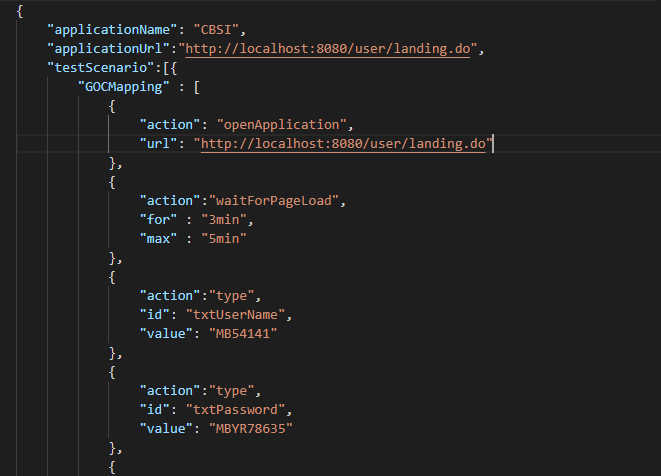 {
"applicationName": "CBSI",
"applicationUrl":"http://localhost:8080/user/landing.do",
"testScenario":[{
"GOCMapping" : [
{
"action": "openApplication",
"url": "http://localhost:8080/user/landing.do"
},
{
"action":"waitForPageLoad",
"for" : "3min",
"max" : "5min"
},
{
"action":"type",
"id": "txtUserName",
"value": "MB54141"
},
{
"action":"type",
"id": "txtPassword",
"value": "MBYR78635"
},
{